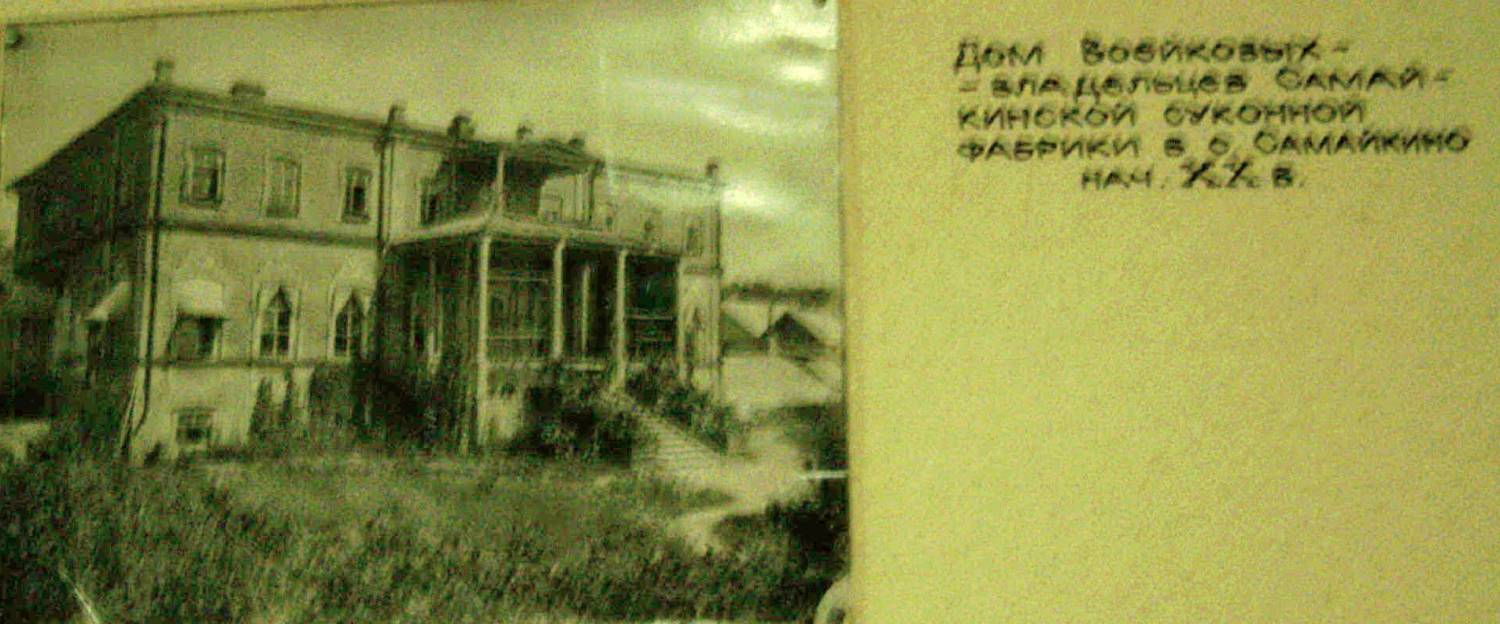 Дом Воейковых -
- владельцев Самай-
кинской суконной
фабрики в с. Самайкино
нач. XX в.